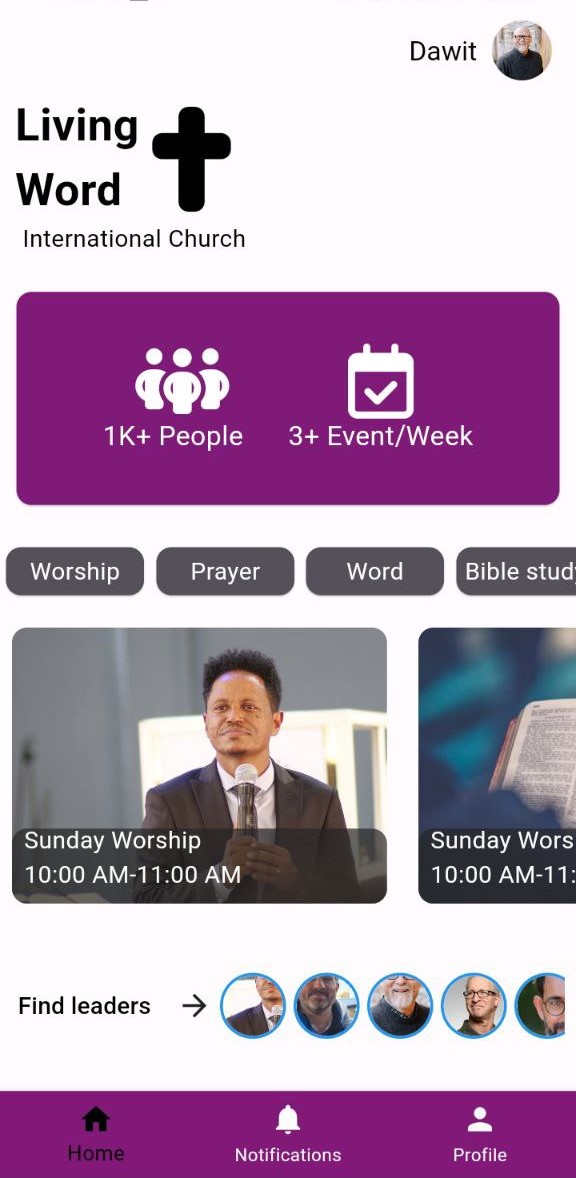 Dawit
Living
Word
International Church
1K+ People
3+ Event/Week
Worship
Prayer
Word
Bible study
Sunday Worship
10:00 AM-11:00 AM
Sunday Wors
10:00 AM-11:
Find leaders
Home
Notifications
Profile